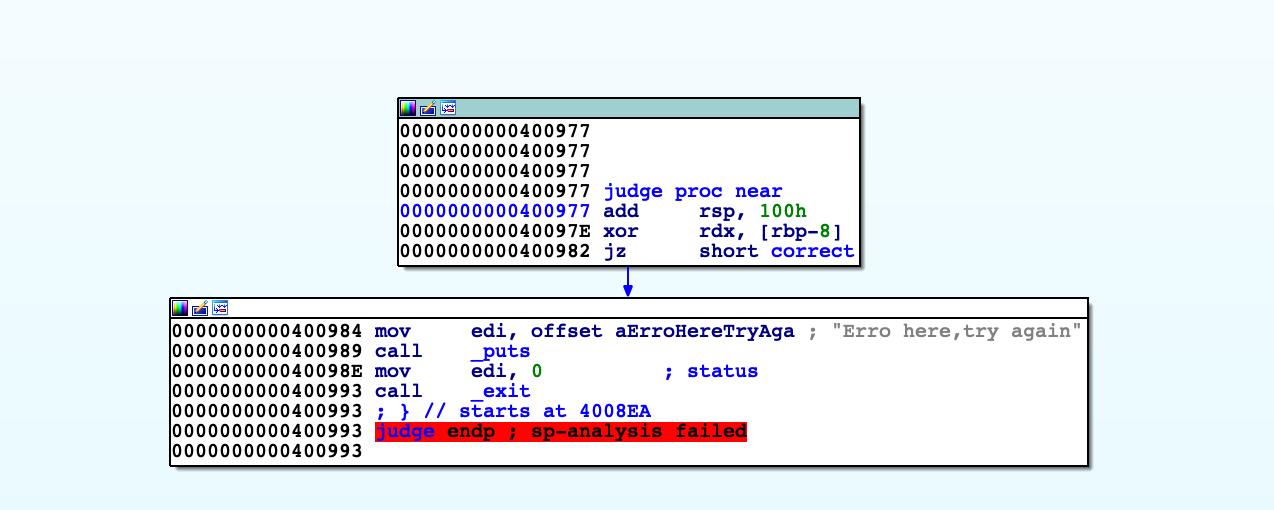 0000000000400977
0000000000400977
0000000000400977
0000000000400977 judge proc near
0000000000400977 add rsp, 100h
000000000040097E xor rdx, [rbp-8]
0000000000400982 jz short correct
0000000000400984 mov edi, offset aErroHereTryAga ; "Erro here,try again"
0000000000400989 call _puts
000000000040098E mov edi, 0 ; status
0000000000400993 call _exit
0000000000400993 ; } // starts at 4008EA
0000000000400993 judge endp ; sp-analysis failed
0000000000400993